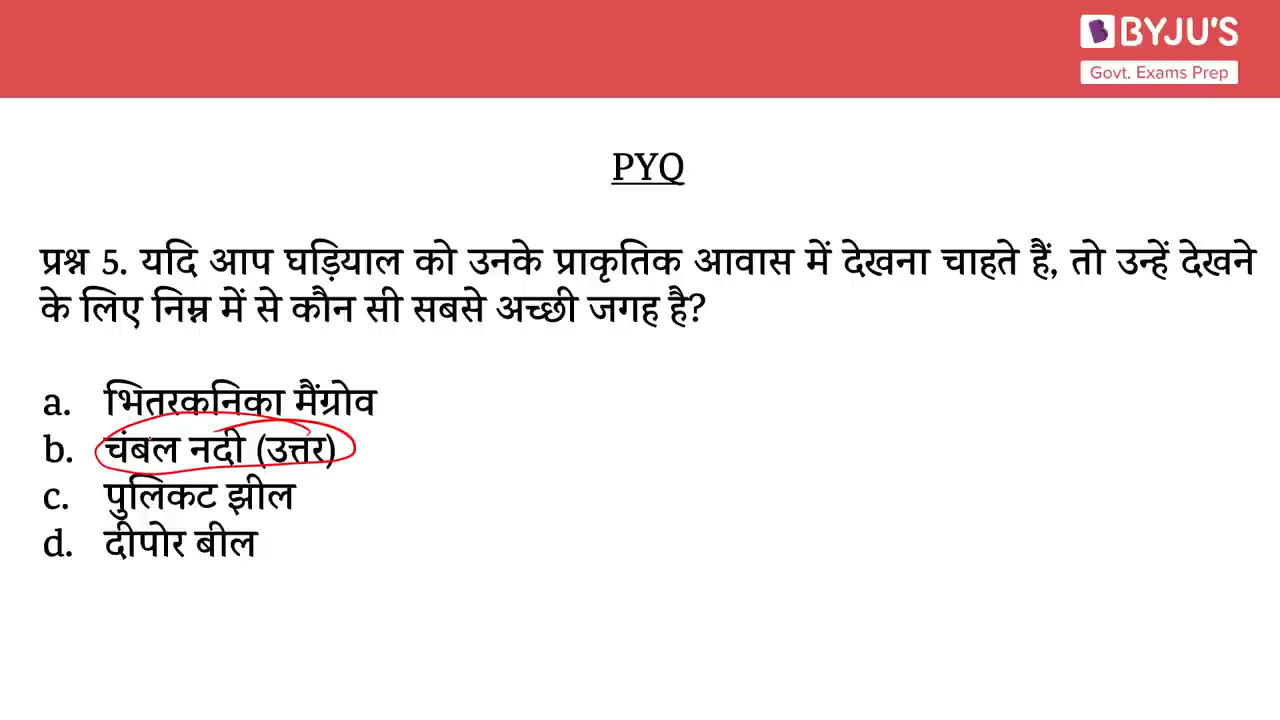 BYJU'S
Govt. Exams Prep
PYQ
प्रश्न 5. यदि आप घड़ियाल को उनके प्राकृतिक आवास में देखना चाहते हैं, तो उन्हें देखने
के लिए निम्न में से कौन सी सबसे अच्छी जगह है?
a. भितरकनिका मैंग्रोव
b. चंबल नदी (उत्तर)
c. पुलिकट झील
d. दीपोर बील